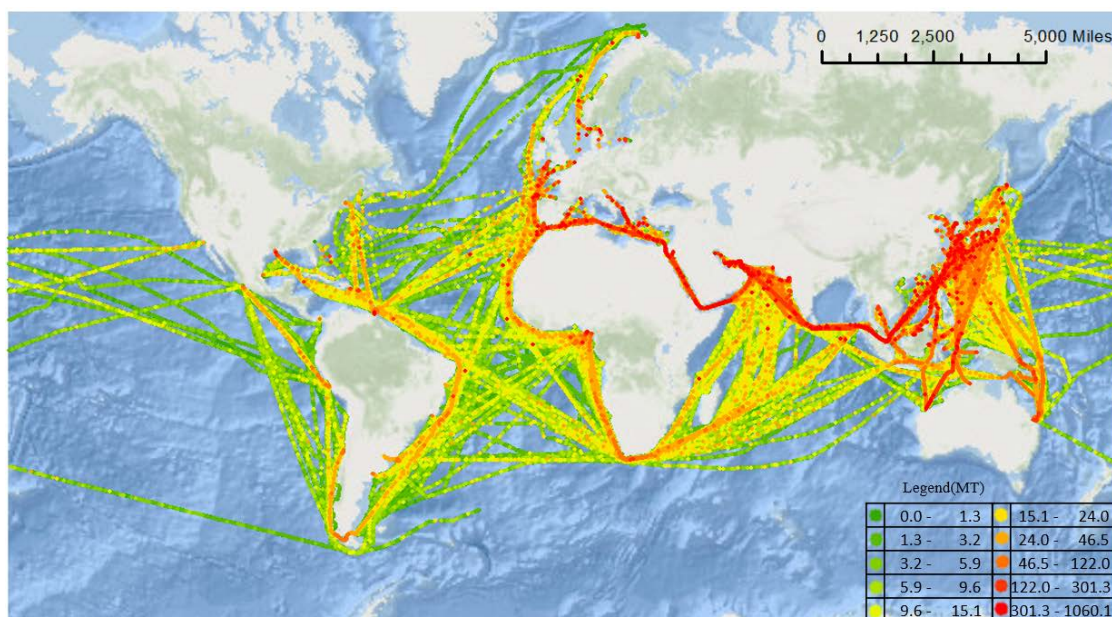 0 1,250 2,500 5,000 Miles
Legend(MT)
0.0 - 1.3 15.1 - 24.0
1.3 - 3.2 24.0 - 46.5
3.2 - 5.9 46.5 - 122.0
5.9 - 9.6 122.0 - 301.3
9.6 - 15.1 301.3 - 1060.1